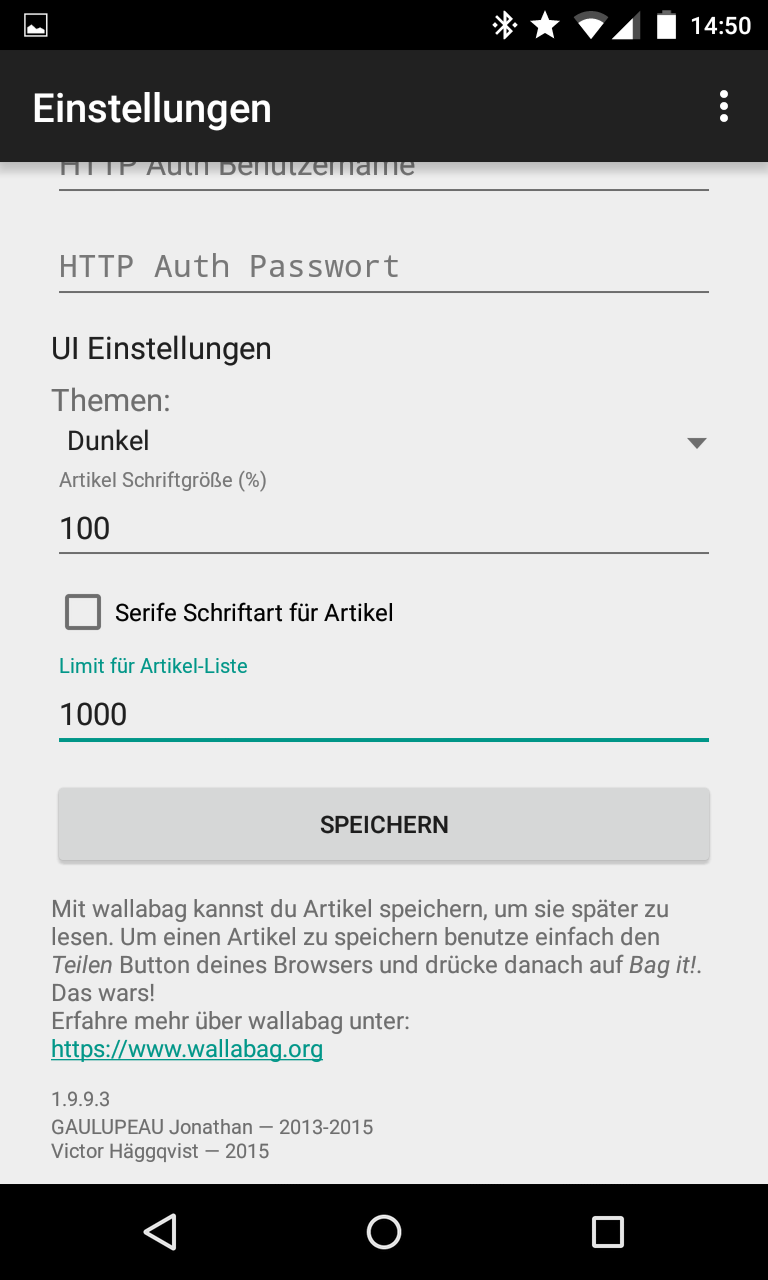 14:50
Einstellungen
HTTP Auth Benutzername
HTTP Auth Passwort
UI Einstellungen
Themen:
Dunkel
Artikel Schriftgröße (%)
100
Serife Schriftart für Artikel
Limit für Artikel-Liste
1000
SPEICHERN
Mit wallabag kannst du Artikel speichern, um sie später zu
lesen. Um einen Artikel zu speichern benutze einfach den
Teilen Button deines Browsers und drücke danach auf Bag it!.
Das wars!
Erfahre mehr über wallabag unter:
https://www.wallabag.org
1.9.9.3
GAULUPEAU Jonathan — 2013-2015
Victor Häggqvist — 2015